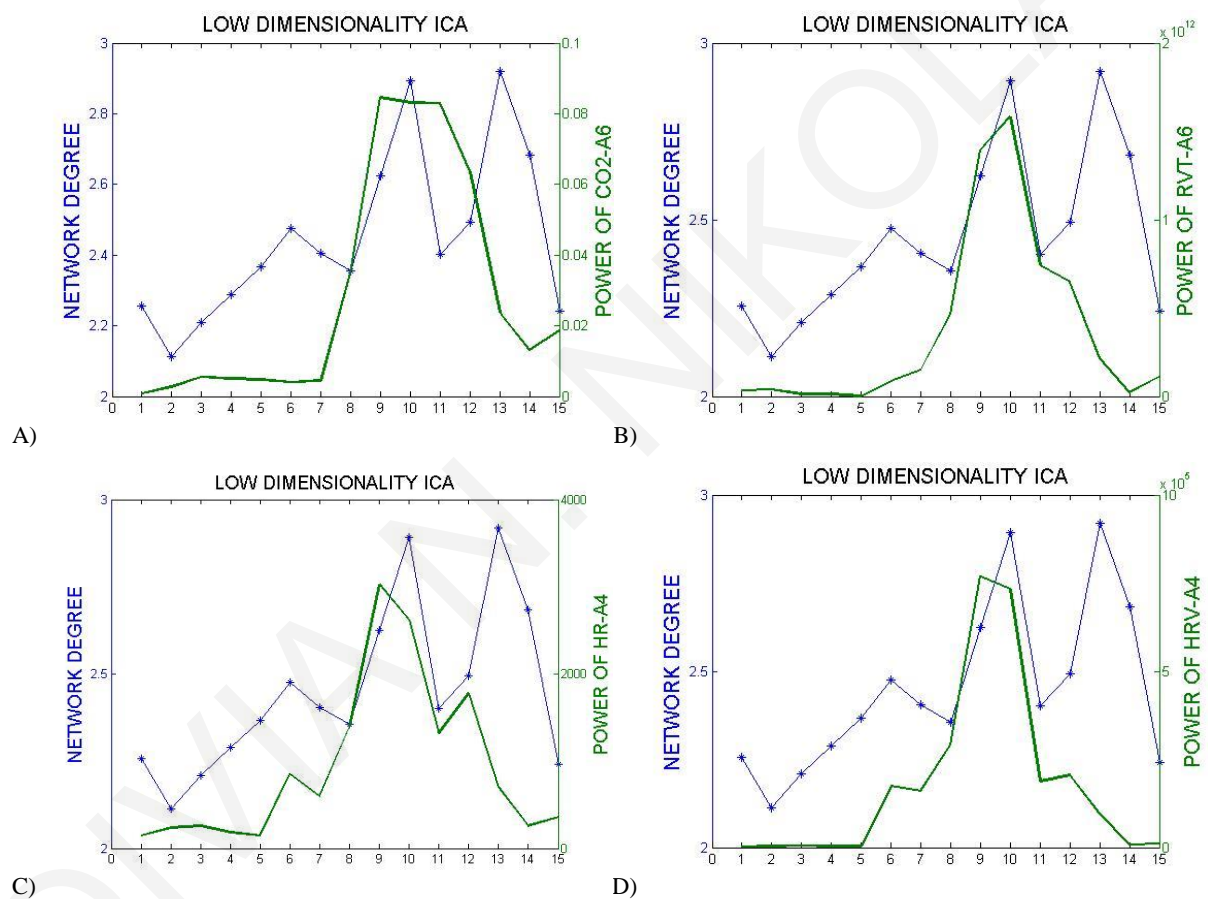 LOW DIMENSIONALITY ICA
3
2.8
2.6
2.4
2.2
2
NETWORK DEGREE
0.1
0.08
0.06
0.04
0.02
0
POWER OF CO2-A6
0 1 2 3 4 5 6 7 8 9 10 11 12 13 14 15
A)
LOW DIMENSIONALITY ICA
x 10^12
3
2.5
2
NETWORK DEGREE
2
1
0
POWER OF RVT-A6
0 1 2 3 4 5 6 7 8 9 10 11 12 13 14 15
B)
LOW DIMENSIONALITY ICA
3
2.5
2
NETWORK DEGREE
4000
2000
0
POWER OF HR-A4
0 1 2 3 4 5 6 7 8 9 10 11 12 13 14 15
C)
LOW DIMENSIONALITY ICA
x 10^5
3
2.5
2
NETWORK DEGREE
10
5
0
POWER OF HRV-A4
0 1 2 3 4 5 6 7 8 9 10 11 12 13 14 15
D)